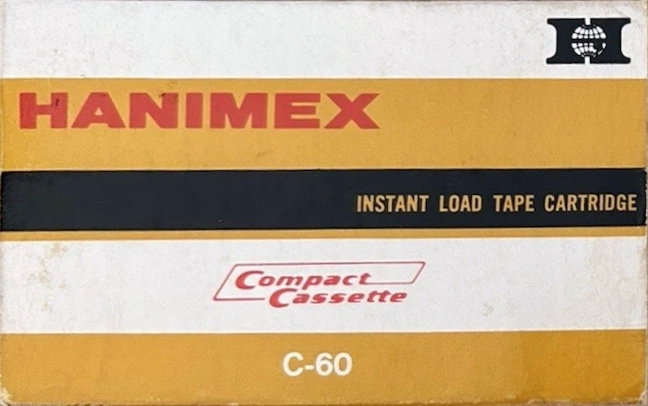 HANIMEX
INSTANT LOAD TAPE CARTRIDGE
Compact
Cassette
C-60